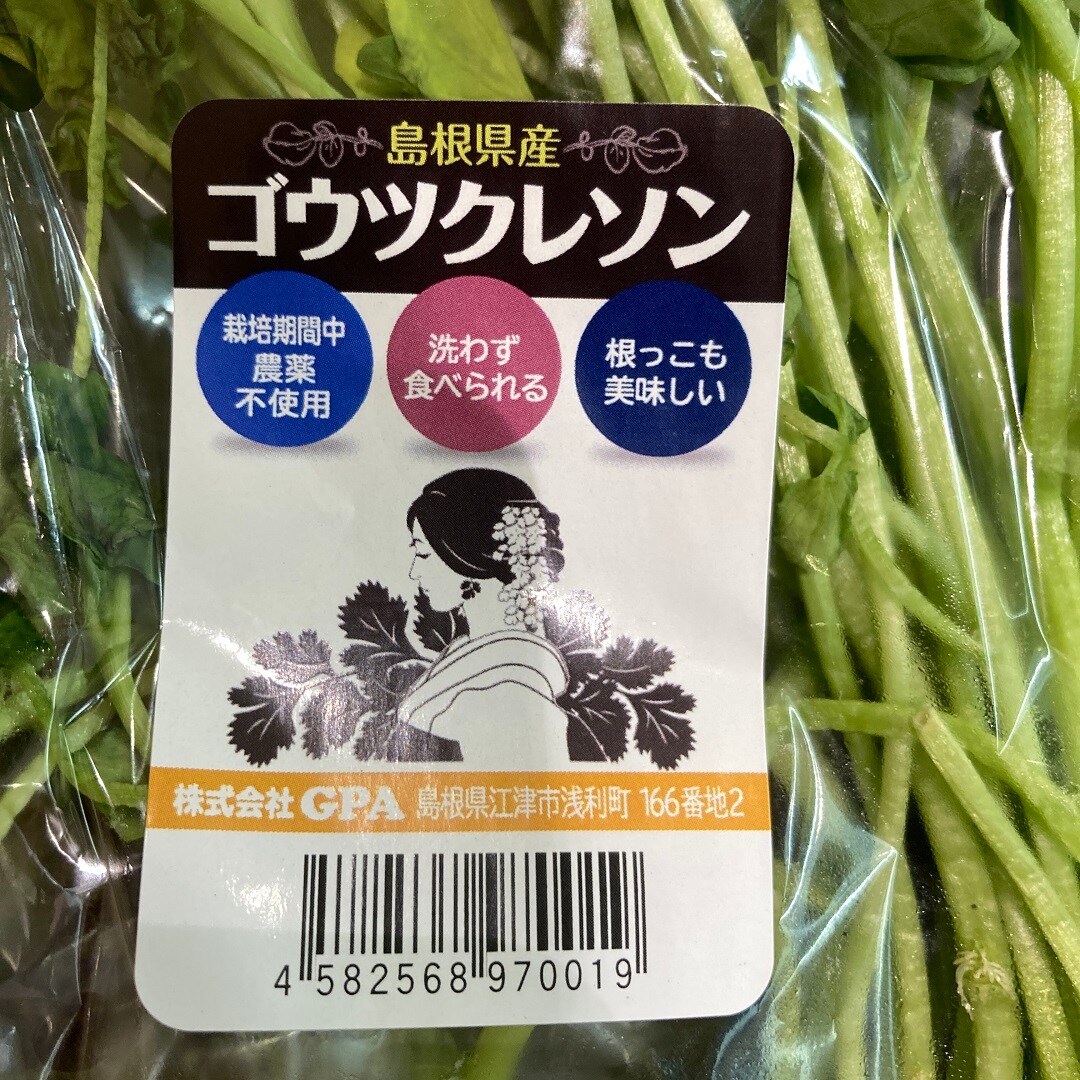 島根県産
ゴウツクレソン
栽培期間中
農薬
不使用
洗わず
食べられる
根っこも
美味しい
株式会社 GPA 島根県江津市浅利町 166番地2
4 582568 970019